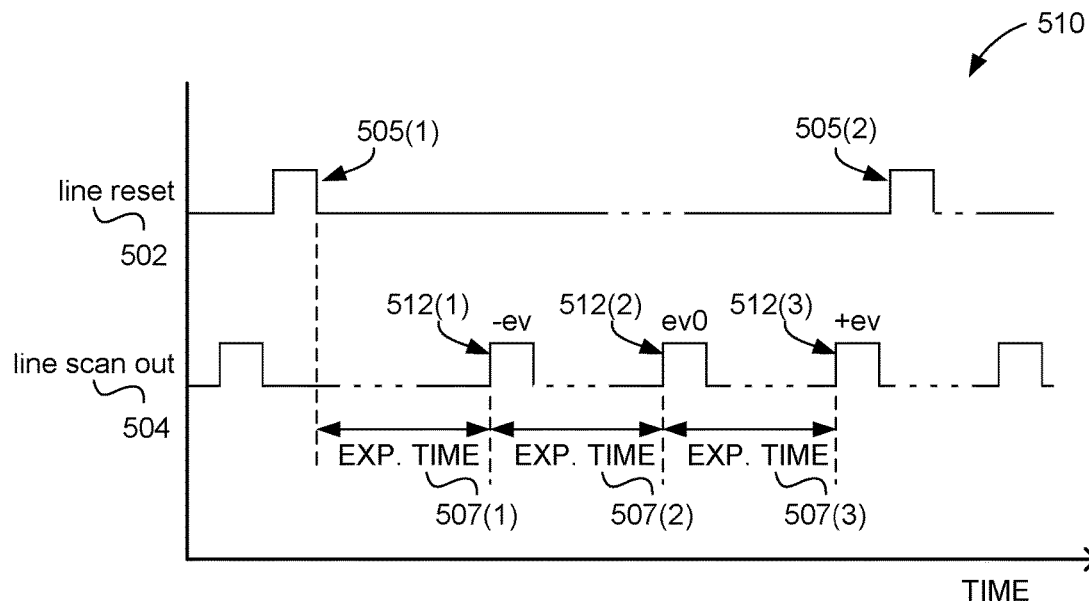 510
505(1)
505(2)
line reset
502
512(1)
-ev
512(2)
ev0
512(3)
+ev
line scan out
504
EXP. TIME
EXP. TIME
EXP. TIME
507(1)
507(2)
507(3)
TIME